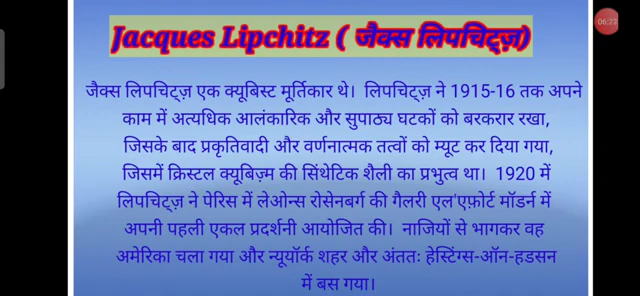 06:27
Jacques Lipchitz ( जैक्स लिपचिट्ज़)
जैक्स लिपचिट्ज़ एक क्यूबिस्ट मूर्तिकार थे। लिपचिट्ज़ ने 1915-16 तक अपने
काम में अत्यधिक आलंकारिक और सुपाठ्य घटकों को बरकरार रखा,
जिसके बाद प्रकृतिवादी और वर्णनात्मक तत्वों को म्यूट कर दिया गया,
जिसमें क्रिस्टल क्यूबिज़्म की सिंथेटिक शैली का प्रभुत्व था। 1920 में
लिपचिट्ज़ ने पेरिस में लेओन्स रोसेनबर्ग की गैलरी एल'एफ़ोर्ट मॉडर्न में
अपनी पहली एकल प्रदर्शनी आयोजित की। नाजियों से भागकर वह
अमेरिका चला गया और न्यूयॉर्क शहर और अंततः हेस्टिंग्स-ऑन-हडसन
में बस गया।